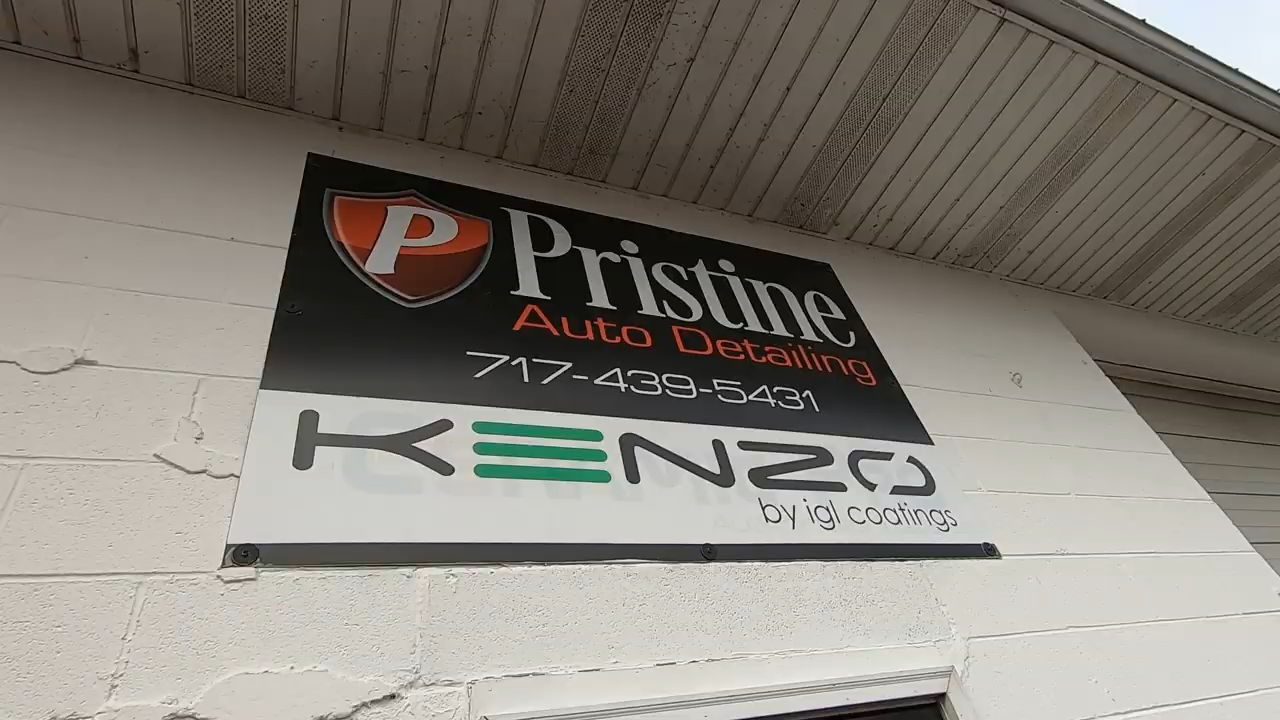 P Pristine
Auto Detailing
717-439-5431
KENZO
by igl coatings